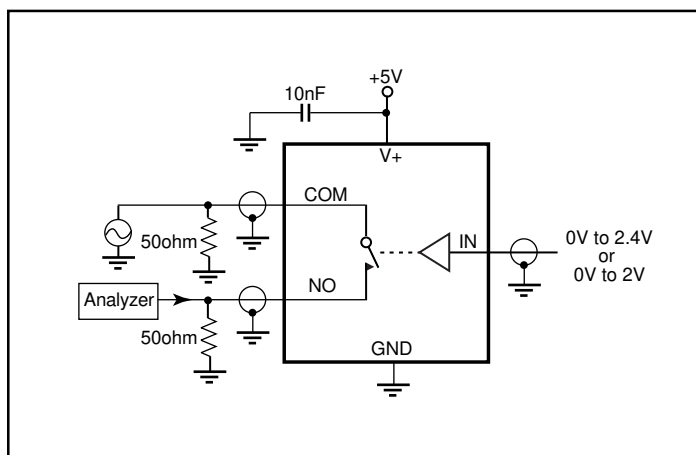 +5V
10nF
V+
COM
50ohm
IN
0V to 2.4V
or
0V to 2V
Analyzer
NO
50ohm
GND